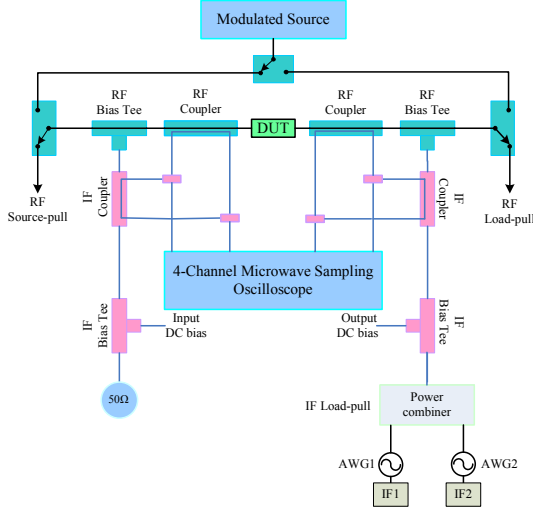 Modulated Source
RF
Bias Tee
RF
Coupler
DUT
RF
Coupler
RF
Bias Tee
RF
Source-pull
IF
Coupler
IF
Coupler
RF
Load-pull
4-Channel Microwave Sampling
Oscilloscope
IF
Bias Tee
Input
DC bias
Output
DC bias
IF
Bias Tee
50Ω
IF Load-pull
Power
combiner
AWG1
AWG2
IF1
IF2